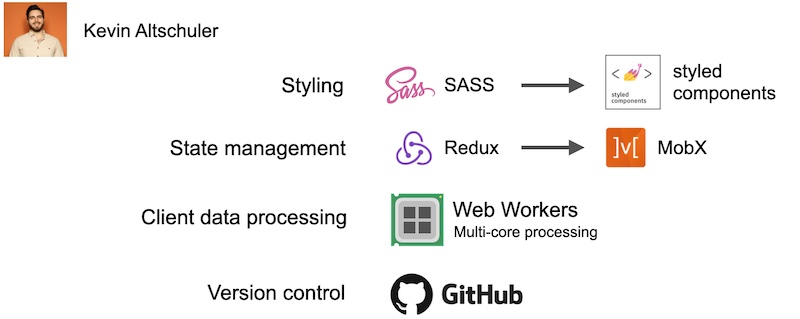 Kevin Altschuler
Styling
SASS
styled components
styled
components
State management
Redux
MobX
Client data processing
Web Workers
Multi-core processing
Version control
GitHub